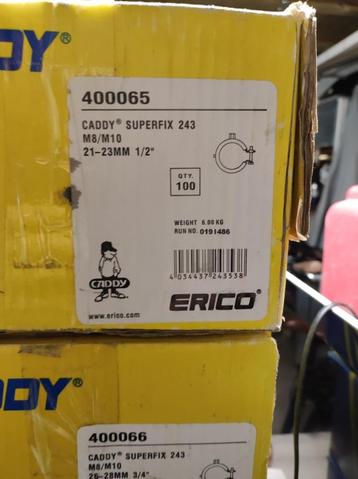 DDY®
400065
CADDY® SUPERFIX 243
M8/M10
21-23MM 1/2"
QTY.
100
WEIGHT 6.00 KG
RUN NO. 0191486
4 034437 243538
CADDY
www.erico.com
ERICO®
DDY®
400066
CADDY® SUPERFIX 243
M8/M10
26-28MM 3/4"